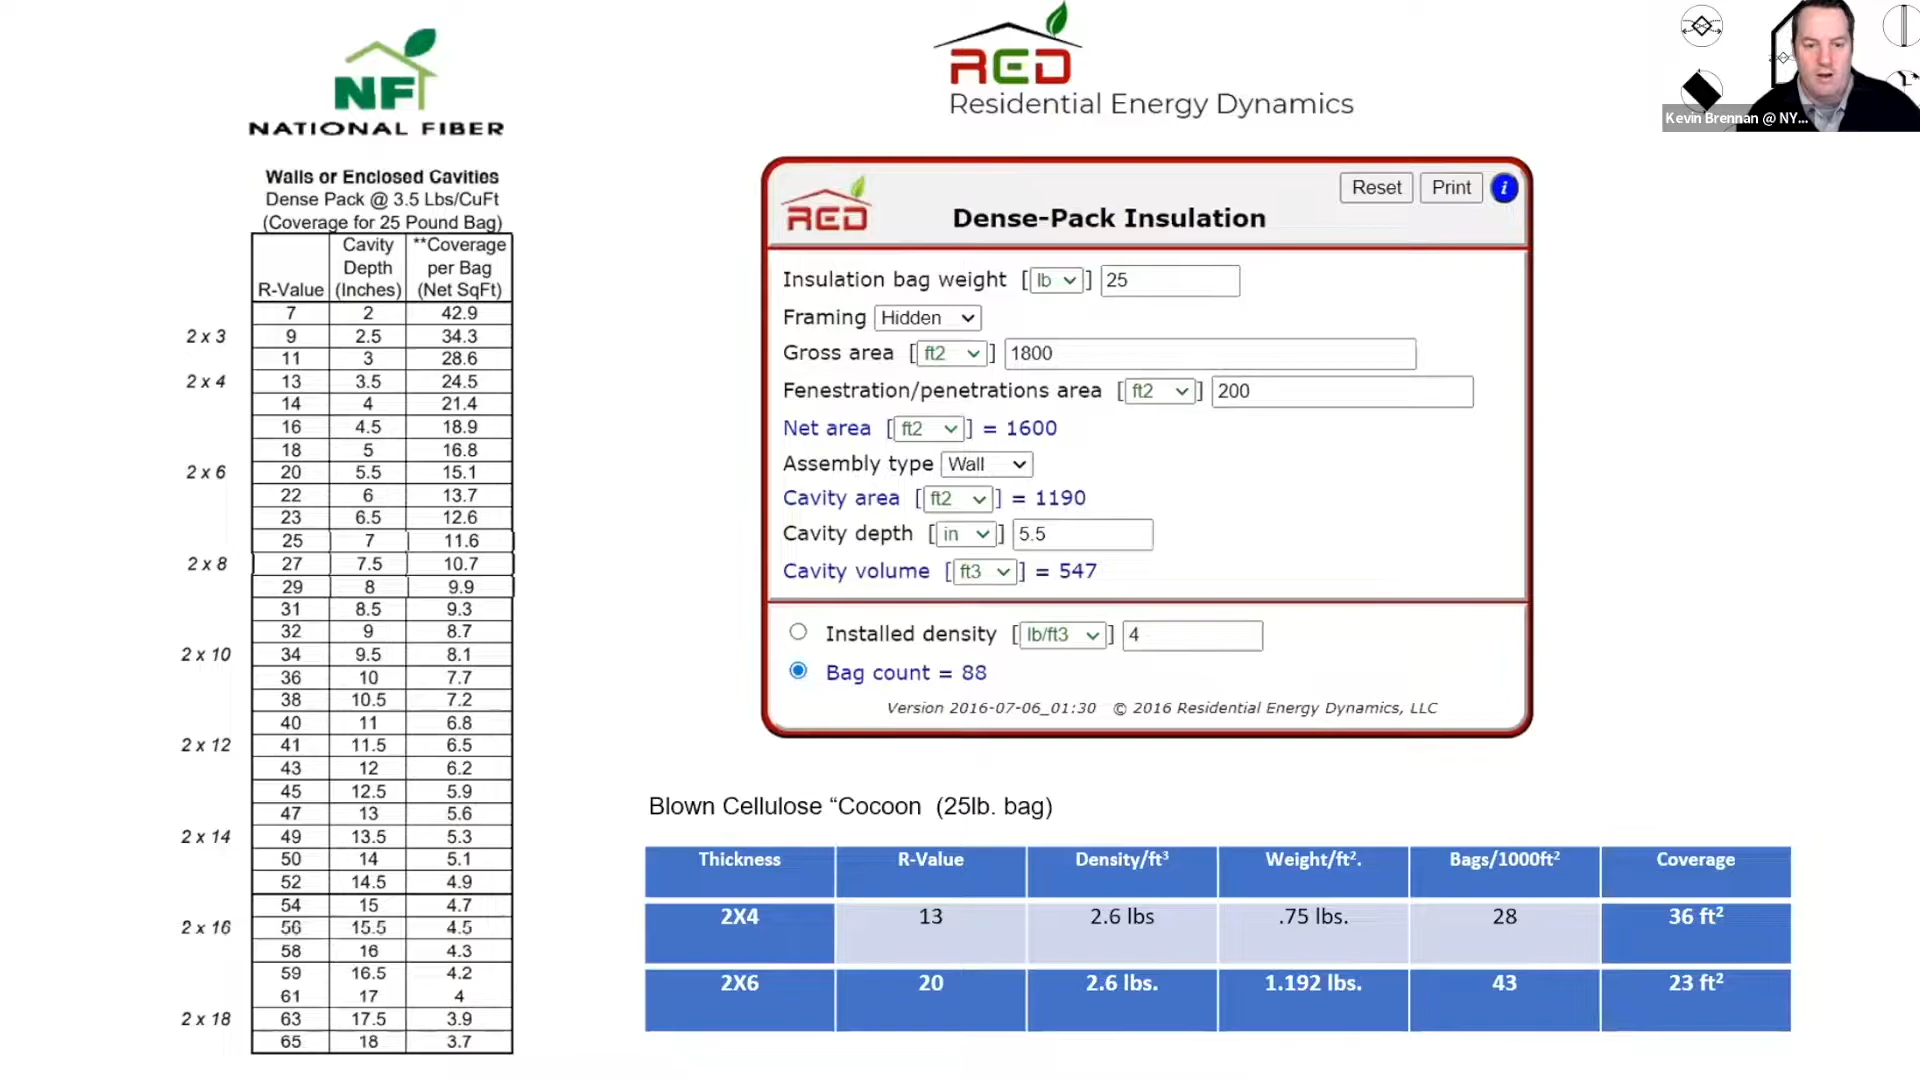 NF
NATIONAL FIBER
Walls or Enclosed Cavities
Dense Pack @ 3.5 Lbs/CuFt
(Coverage for 25 Pound Bag)
R-Value Cavity Depth (Inches) **Coverage per Bag (Net SqFt)
7 2 42.9
2 x 3 9 2.5 34.3
11 3 28.6
2 x 4 13 3.5 24.5
14 4 21.4
16 4.5 18.9
18 5 16.8
2 x 6 20 5.5 15.1
22 6 13.7
23 6.5 12.6
25 7 11.6
2 x 8 27 7.5 10.7
29 8 9.9
31 8.5 9.3
32 9 8.7
2 x 10 34 9.5 8.1
36 10 7.7
38 10.5 7.2
40 11 6.8
2 x 12 41 11.5 6.5
43 12 6.2
45 12.5 5.9
47 13 5.6
2 x 14 49 13.5 5.3
50 14 5.1
52 14.5 4.9
54 15 4.7
2 x 16 56 15.5 4.5
58 16 4.3
59 16.5 4.2
61 17 4
2 x 18 63 17.5 3.9
65 18 3.7
RED
Residential Energy Dynamics
Kevin Brennan @ NY...
RED
Dense-Pack Insulation
Reset Print i
Insulation bag weight [lb] 25
Framing Hidden
Gross area [ft2] 1800
Fenestration/penetrations area [ft2] 200
Net area [ft2] = 1600
Assembly type Wall
Cavity area [ft2] = 1190
Cavity depth [in] 5.5
Cavity volume [ft3] = 547
Installed density [lb/ft3] 4
Bag count = 88
Version 2016-07-06_01:30 © 2016 Residential Energy Dynamics, LLC
Blown Cellulose “Cocoon (25lb. bag)
Thickness R-Value Density/ft³ Weight/ft². Bags/1000ft² Coverage
2X4 13 2.6 lbs .75 lbs. 28 36 ft²
2X6 20 2.6 lbs. 1.192 lbs. 43 23 ft²